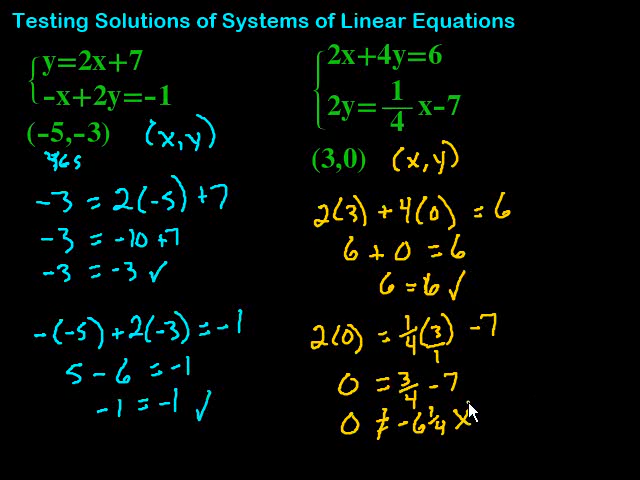 Testing Solutions of Systems of Linear Equations
y=2x+7
-x+2y=-1
(-5,-3) (x,y)
yes
-3 = 2(-5)+7
-3 = -10+7
-3 = -3 ✓
-(-5)+2(-3)=-1
5-6=-1
-1=-1 ✓
2x+4y=6
2y=1/4 x-7
(3,0) (x,y)
2(3)+4(0)=6
6+0=6
6=6 ✓
2(0)=1/4(3/1)-7
0=3/4-7
0≠-6 1/4 x